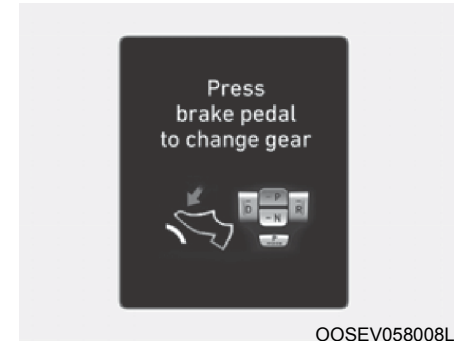 Press
brake pedal
to change gear
- P
D
R
- N
P
OOSEV058008L